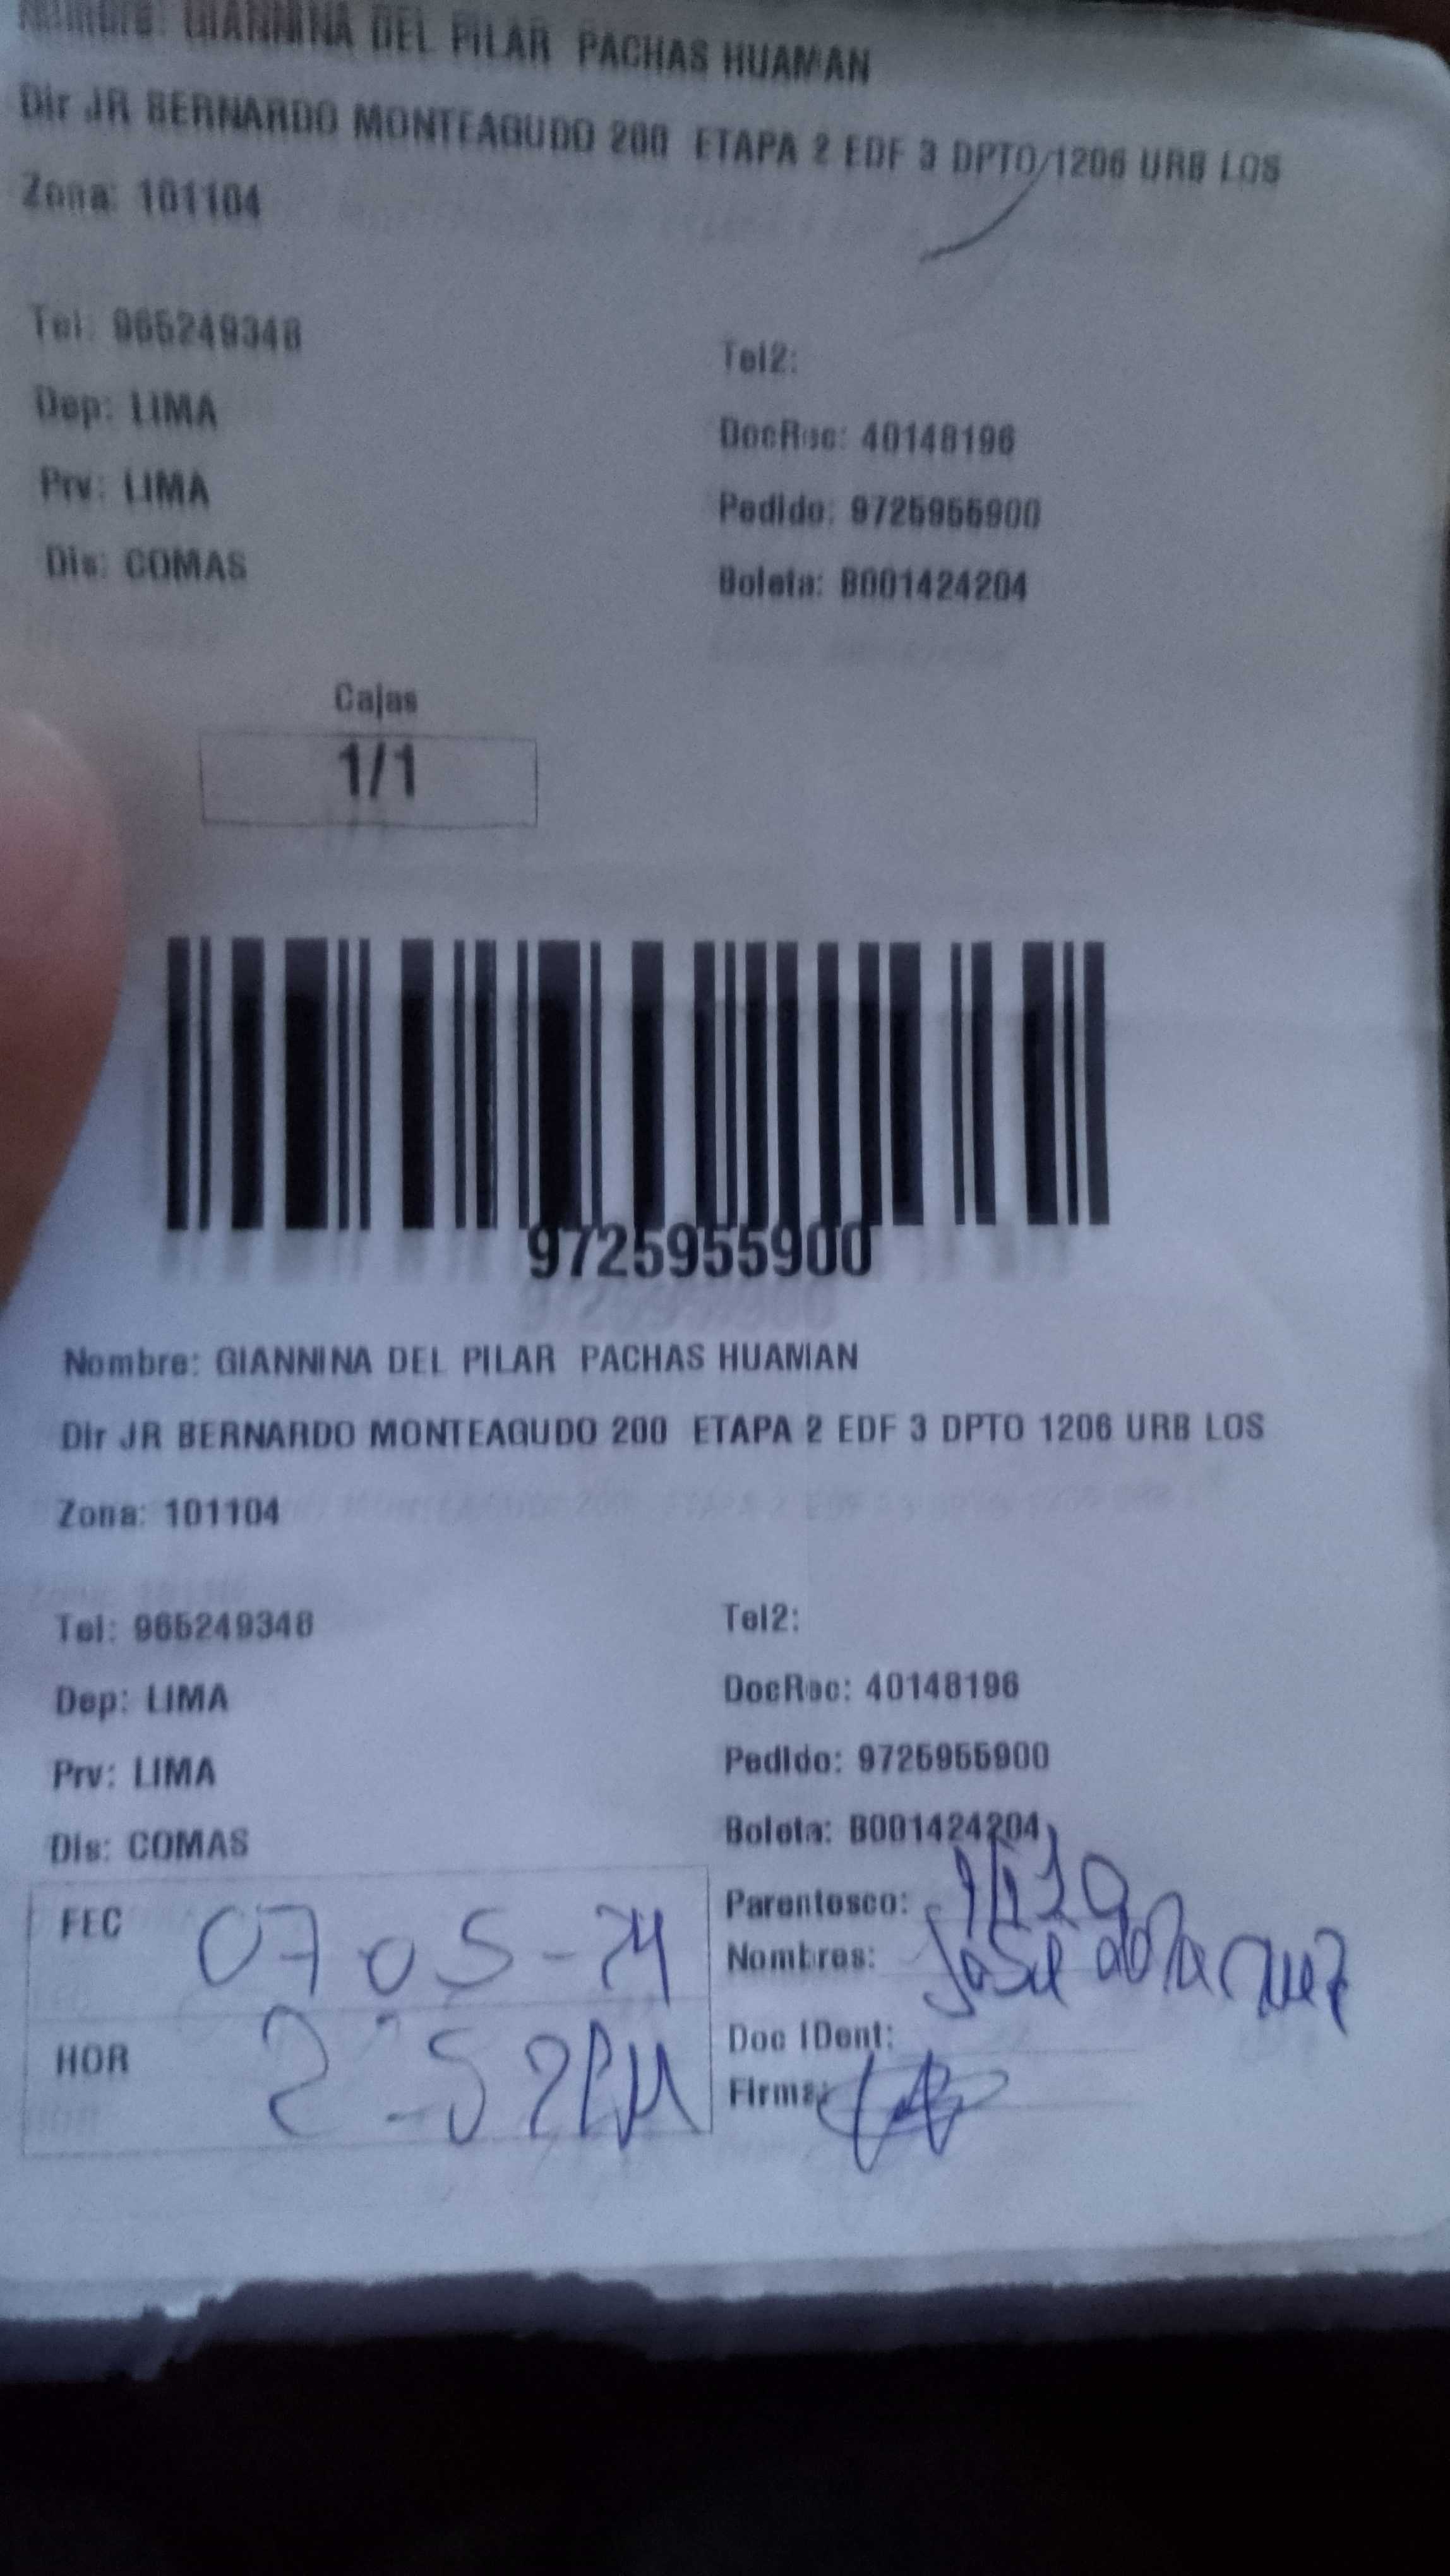 Nombre: GIANNINA DEL PILAR PACHAS HUAMAN
Dir JR BERNARDO MONTEAGUDO 200 ETAPA 2 EDF 3 DPTO 1206 URB LOS
Zona: 101104
Tel: 965249348
Tel2:
Dep: LIMA
DocRec: 40148196
Prv: LIMA
Pedido: 9725955900
Dis: COMAS
Boleta: B001424204
Cajas
1/1
9725955900
Nombre: GIANNINA DEL PILAR PACHAS HUAMAN
Dir JR BERNARDO MONTEAGUDO 200 ETAPA 2 EDF 3 DPTO 1206 URB LOS
Zona: 101104
Tel: 965249348
Tel2:
Dep: LIMA
DocRec: 40148196
Prv: LIMA
Pedido: 9725955900
Dis: COMAS
Boleta: B001424204
FEC 07 05-24
Parentesco:
Nombres: Jose
HOR
Doc IDent:
Firma: